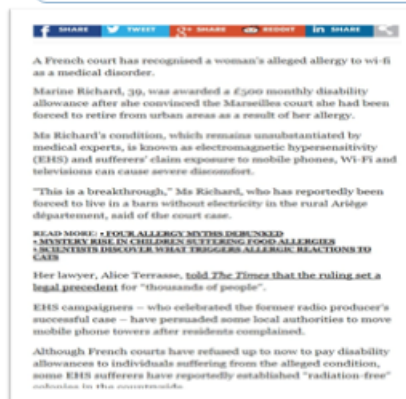 SHARE TWEET SHARE REDDIT SHARE
A French court has recognised a woman's alleged allergy to wi-fi
as a medical disorder.
Marine Richard, 39, was awarded a £500 monthly disability
allowance after she convinced the Marseilles court she had been
forced to retire from urban areas as a result of her allergy.
Ms Richard's condition, which remains unsubstantiated by
medical experts, is known as electromagnetic hypersensitivity
(EHS) and sufferers' claim exposure to mobile phones, Wi-Fi and
televisions can cause severe discomfort.
"This is a breakthrough," Ms Richard, who has reportedly been
forced to live in a barn without electricity in the rural Ariège
département, said of the court case.
READ MORE: • FOUR ALLERGY MYTHS DEBUNKED
• MYSTERY RISE IN CHILDREN SUFFERING FOOD ALLERGIES
• SCIENTISTS DISCOVER WHAT TRIGGERS ALLERGIC REACTIONS TO
CATS
Her lawyer, Alice Terrasse, told The Times that the ruling set a
legal precedent for "thousands of people".
EHS campaigners – who celebrated the former radio producer's
successful case – have persuaded some local authorities to move
mobile phone towers after residents complained.
Although French courts have refused up to now to pay disability
allowances to individuals suffering from the alleged condition,
some EHS sufferers have reportedly established "radiation-free"
colonies in the countryside